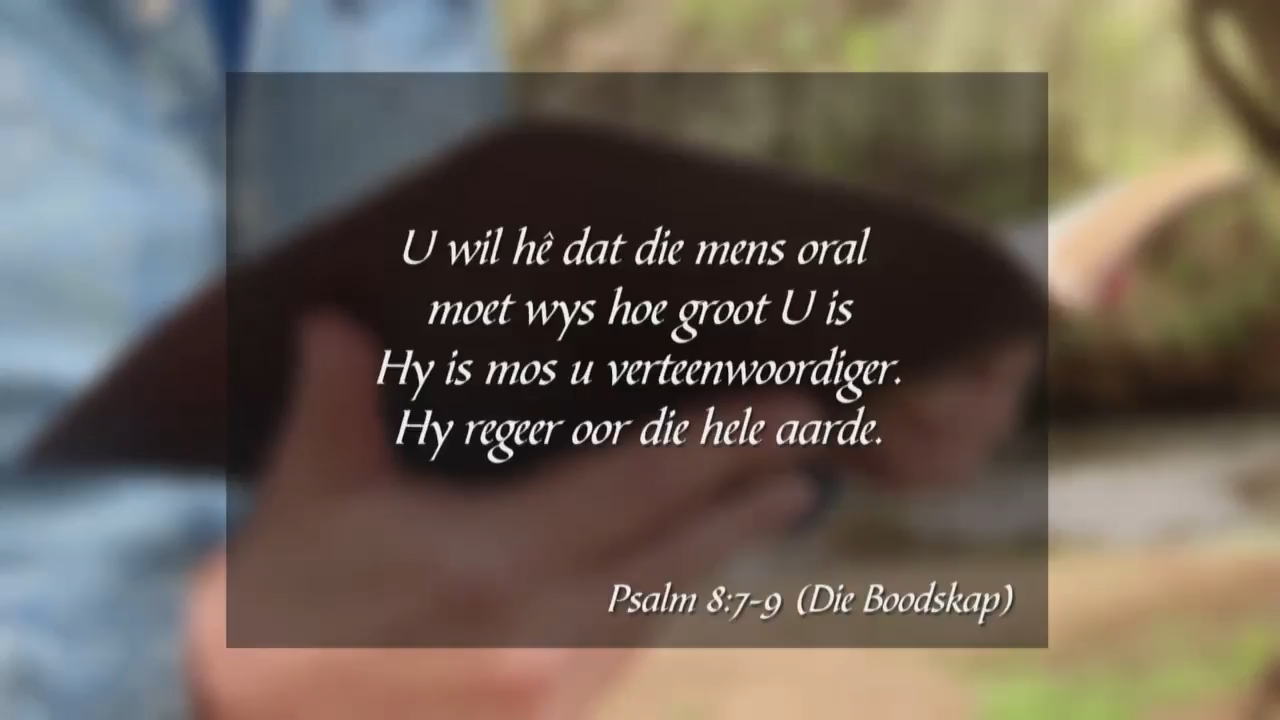 U wil hê dat die mens oral
moet wys hoe groot U is
Hy is mos u verteenwoordiger.
Hy regeer oor die hele aarde.
Psalm 8:7-9 (Die Boodskap)